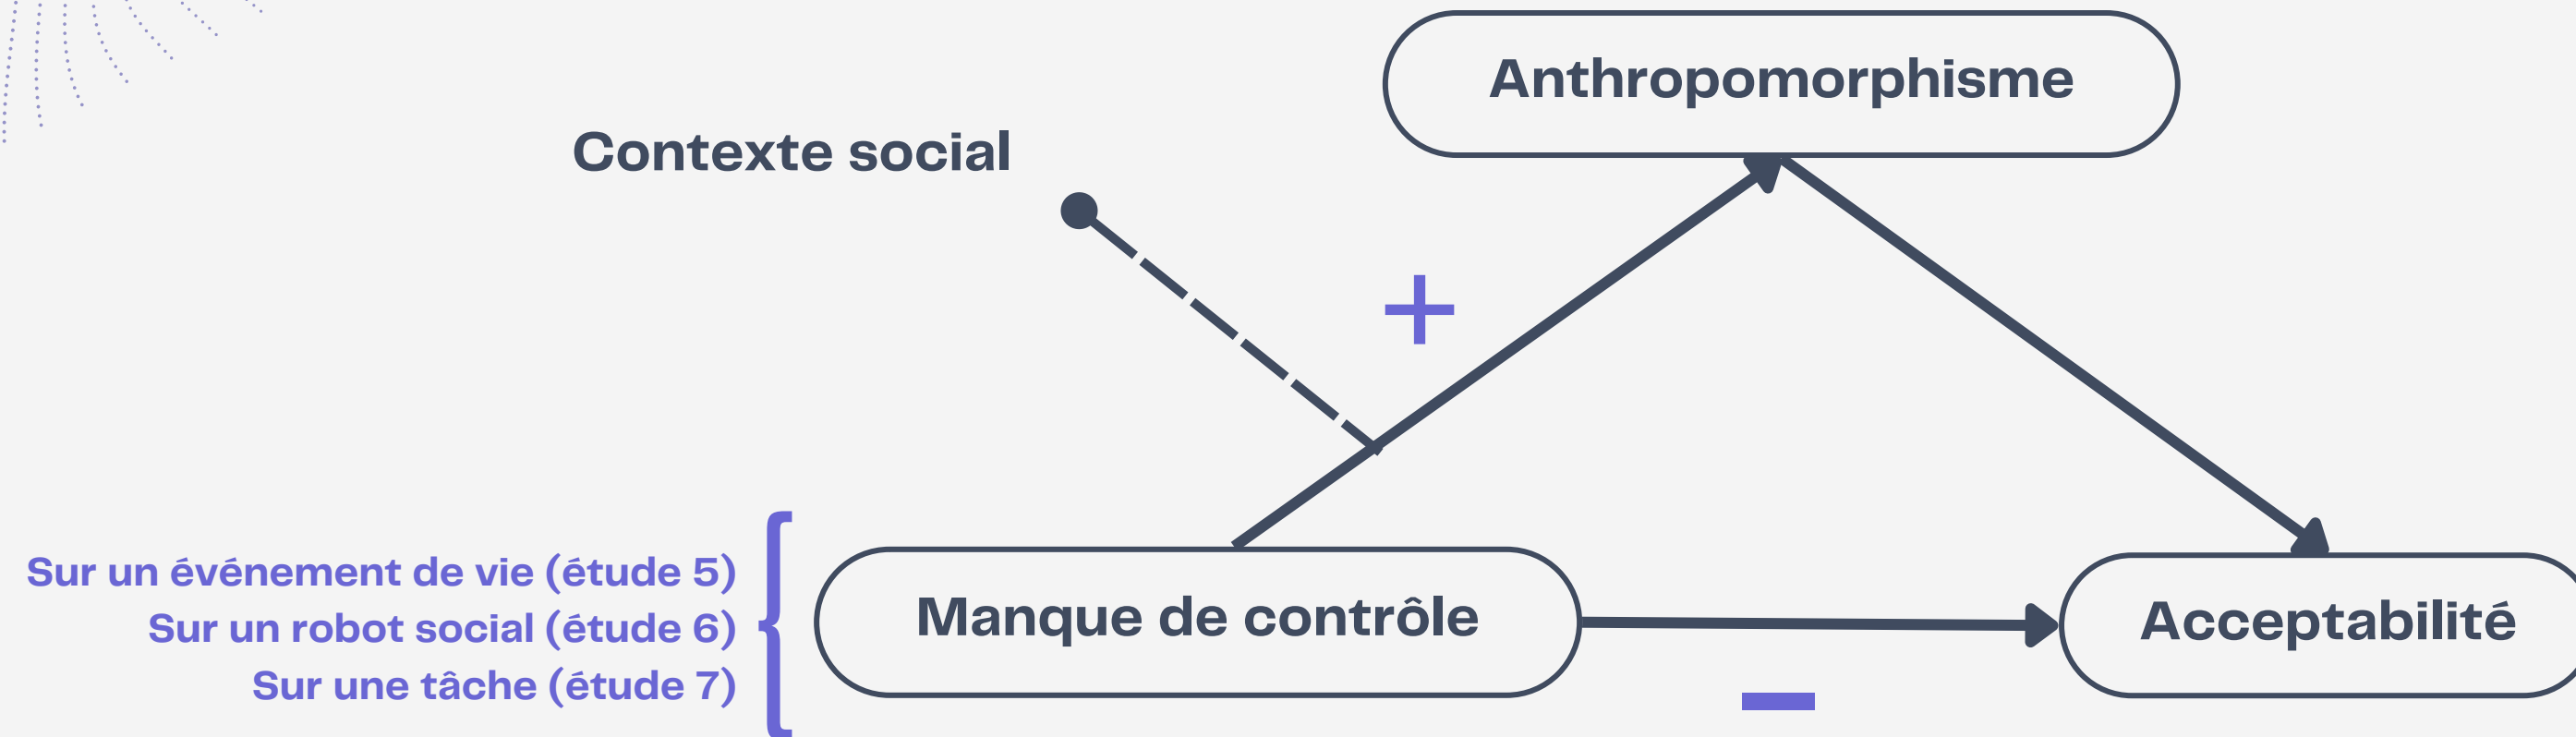 Anthropomorphisme
Contexte social
+
Sur un événement de vie (étude 5)
Sur un robot social (étude 6)
Sur une tâche (étude 7)
Manque de contrôle
Acceptabilité